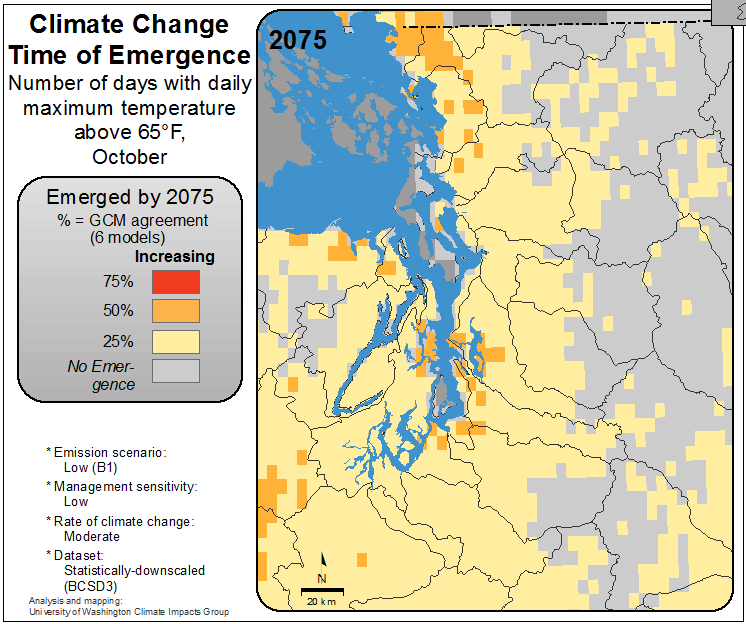 Climate Change
Time of Emergence
Number of days with daily
maximum temperature
above 65°F,
October
Emerged by 2075
% = GCM agreement
(6 models)
Increasing
75%
50%
25%
No Emer-
gence
* Emission scenario:
Low (B1)
* Management sensitivity:
Low
* Rate of climate change:
Moderate
* Dataset:
Statistically-downscaled
(BCSD3)
Analysis and mapping:
University of Washington Climate Impacts Group
2075
N
20 km